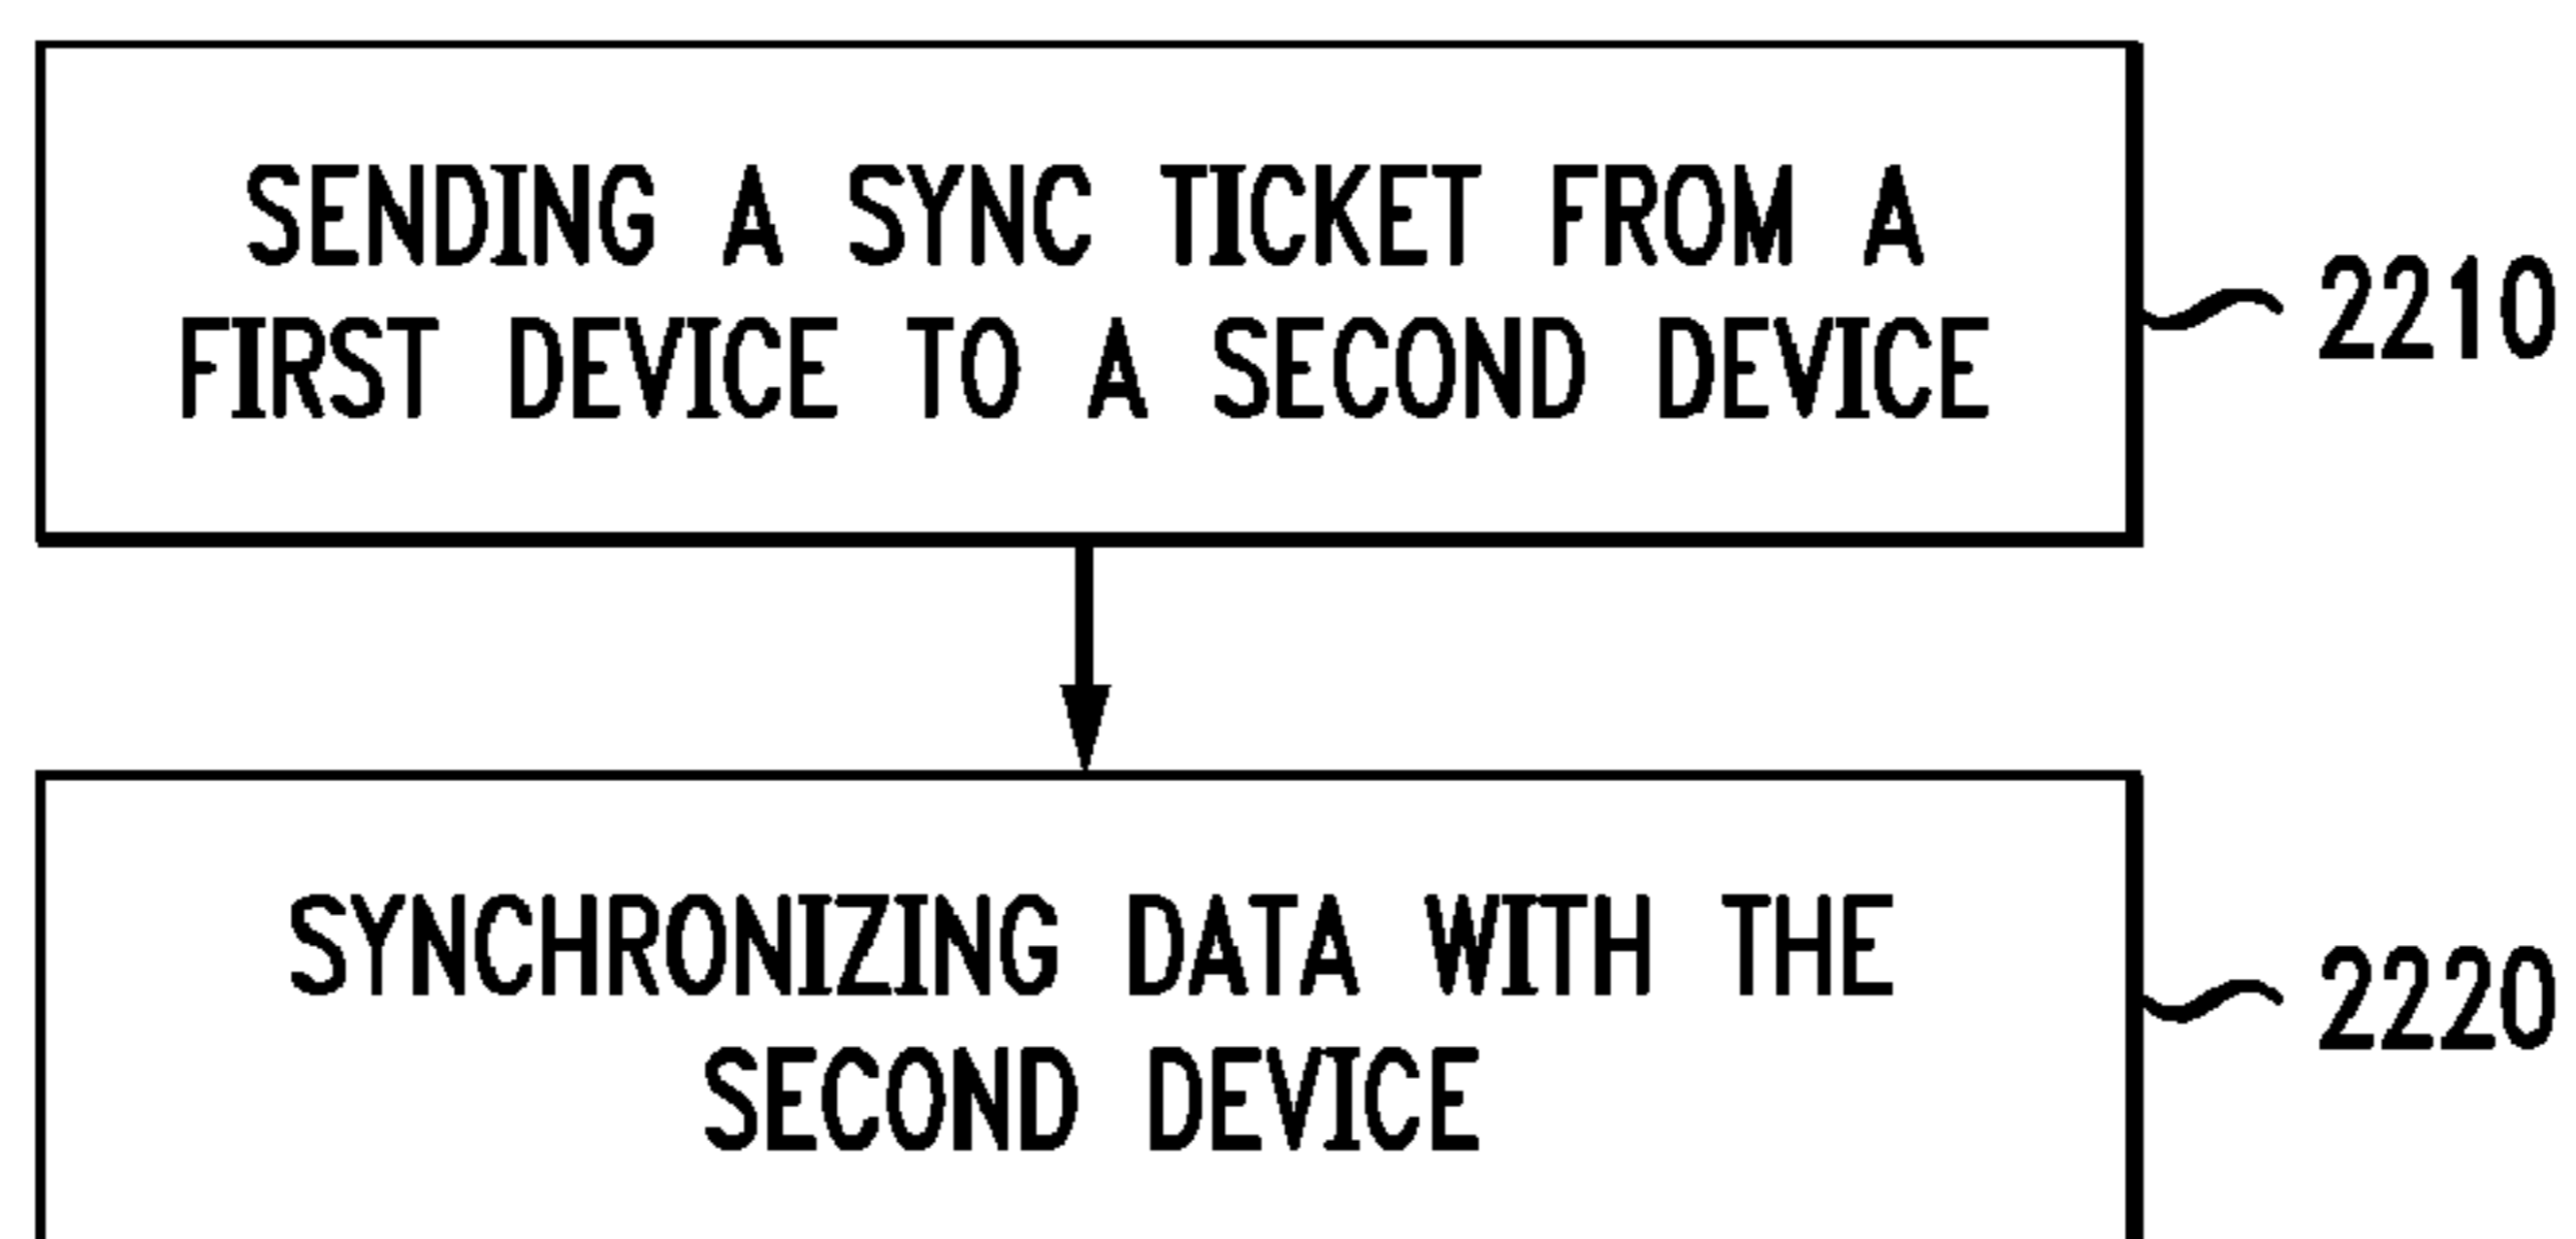 SENDING A SYNC TICKET FROM A
FIRST DEVICE TO A SECOND DEVICE
2210
SYNCHRONIZING DATA WITH THE
SECOND DEVICE
2220